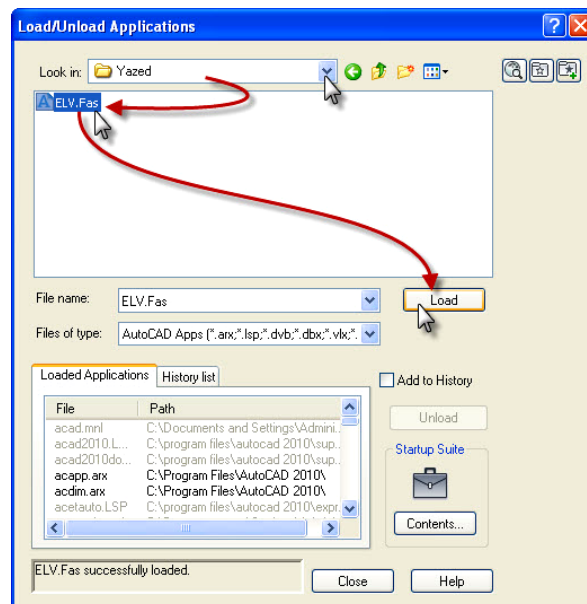 Load/Unload Applications
Look in: Yazed
ELV.Fas
File name: ELV.Fas Load
Files of type: AutoCAD Apps (*.arx;*.lsp;*.dvb;*.dbx;*.vlx;*.
Loaded Applications History list Add to History
File Path
acad.mnl C:\Documents and Settings\Admini..
acad2010.L... C:\program files\autocad 2010\sup..
acad2010do... C:\program files\autocad 2010\sup..
acapp.arx C:\Program Files\AutoCAD 2010\
acdim.arx C:\Program Files\AutoCAD 2010\
acetauto.LSP C:\program files\autocad 2010\expr..
Unload
Startup Suite
Contents...
ELV.Fas successfully loaded.
Close Help